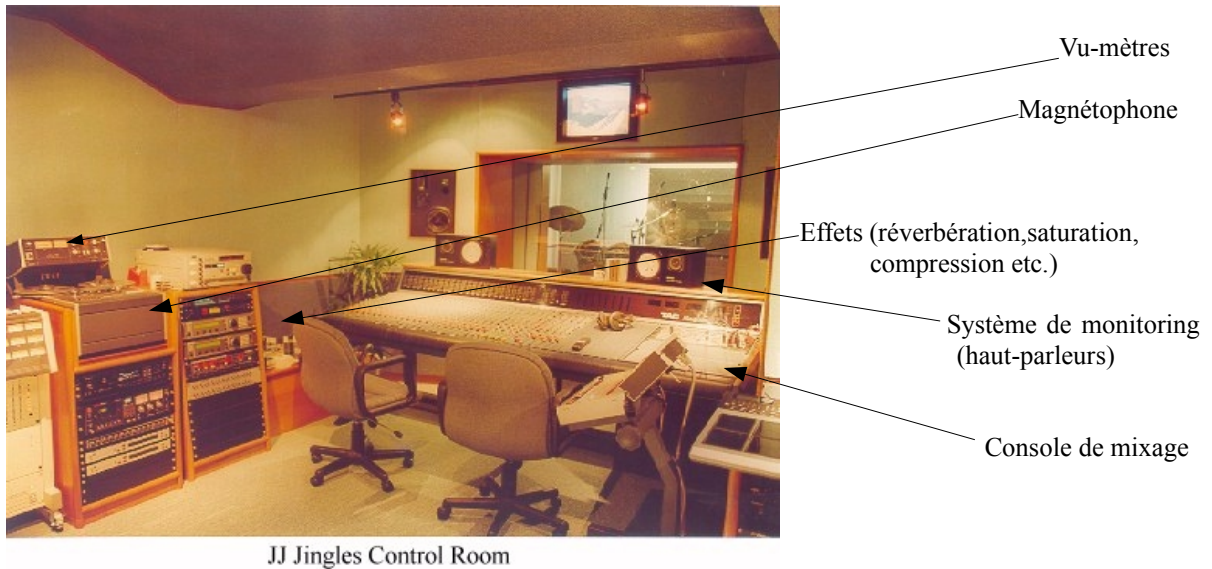 Vu-mètres
Magnétophone
Effets (réverbération,saturation,
compression etc.)
Système de monitoring
(haut-parleurs)
Console de mixage
JJ Jingles Control Room